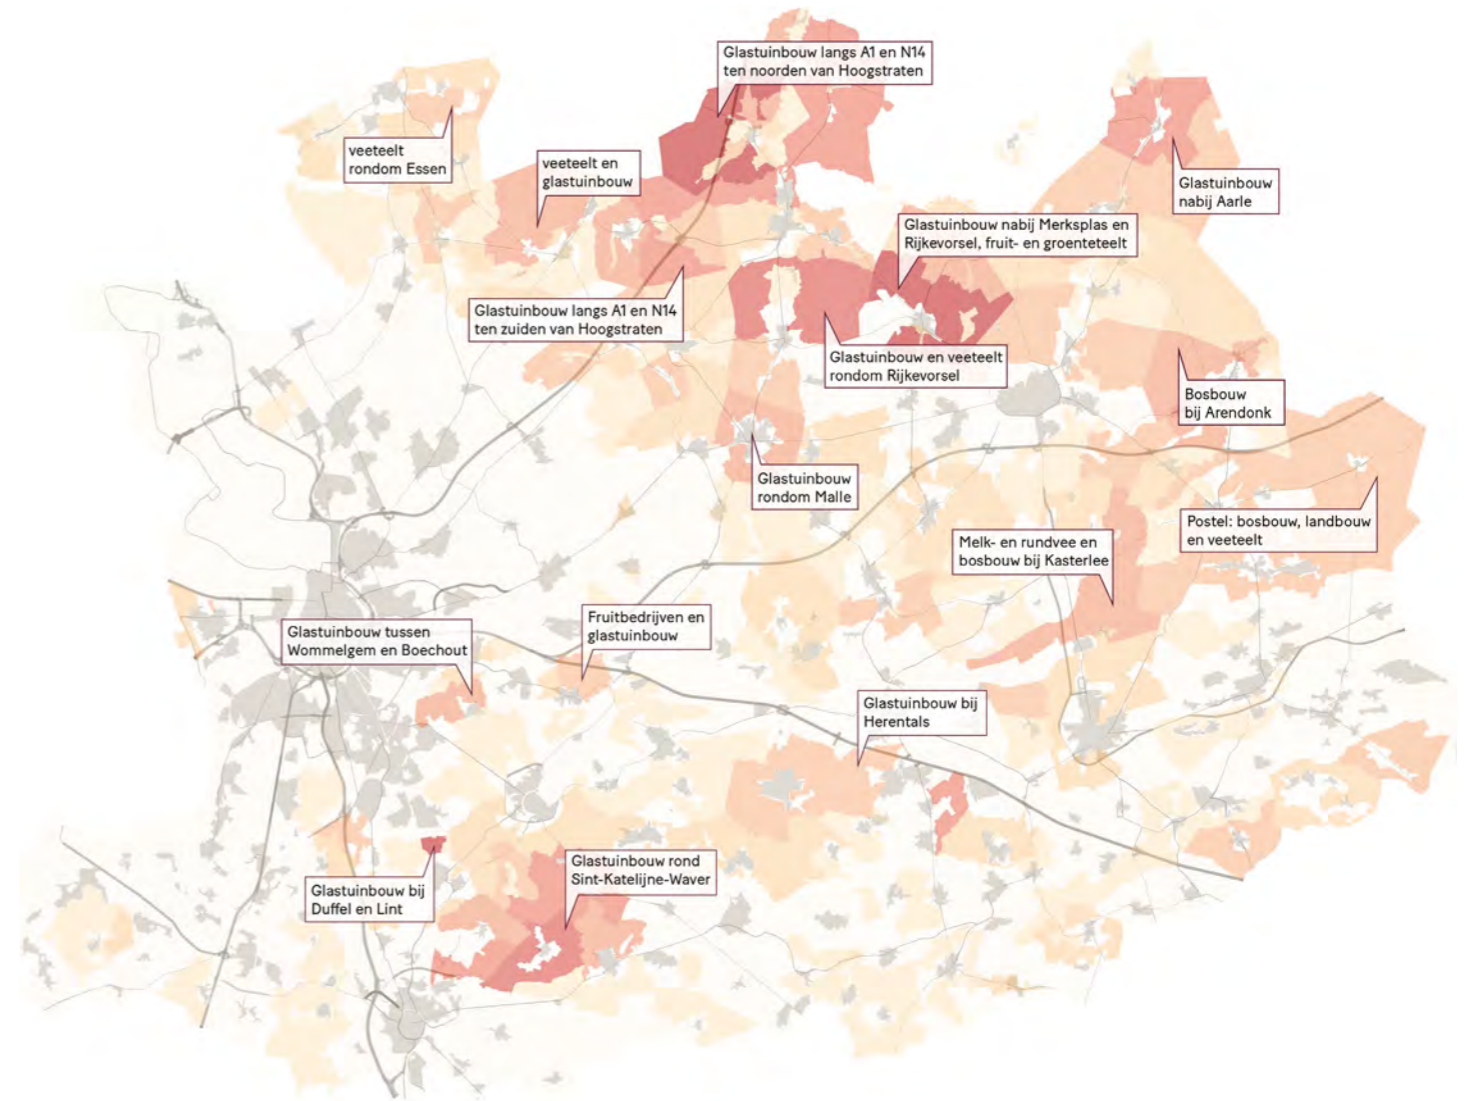 Glastuinbouw langs A1 en N14
ten noorden van Hoogstraten
veeteelt
rondom Essen
veeteelt en
glastuinbouw
Glastuinbouw
nabij Aarle
Glastuinbouw nabij Merksplas en
Rijkevorsel, fruit- en groenteteelt
Glastuinbouw langs A1 en N14
ten zuiden van Hoogstraten
Glastuinbouw en veeteelt
rondom Rijkevorsel
Bosbouw
bij Arendonk
Glastuinbouw
rondom Malle
Postel: bosbouw, landbouw
en veeteelt
Melk- en rundvee en
bosbouw bij Kasterlee
Fruitbedrijven en
glastuinbouw
Glastuinbouw tussen
Wommelgem en Boechout
Glastuinbouw bij
Herentals
Glastuinbouw rond
Sint-Katelijne-Waver
Glastuinbouw bij
Duffel en Lint